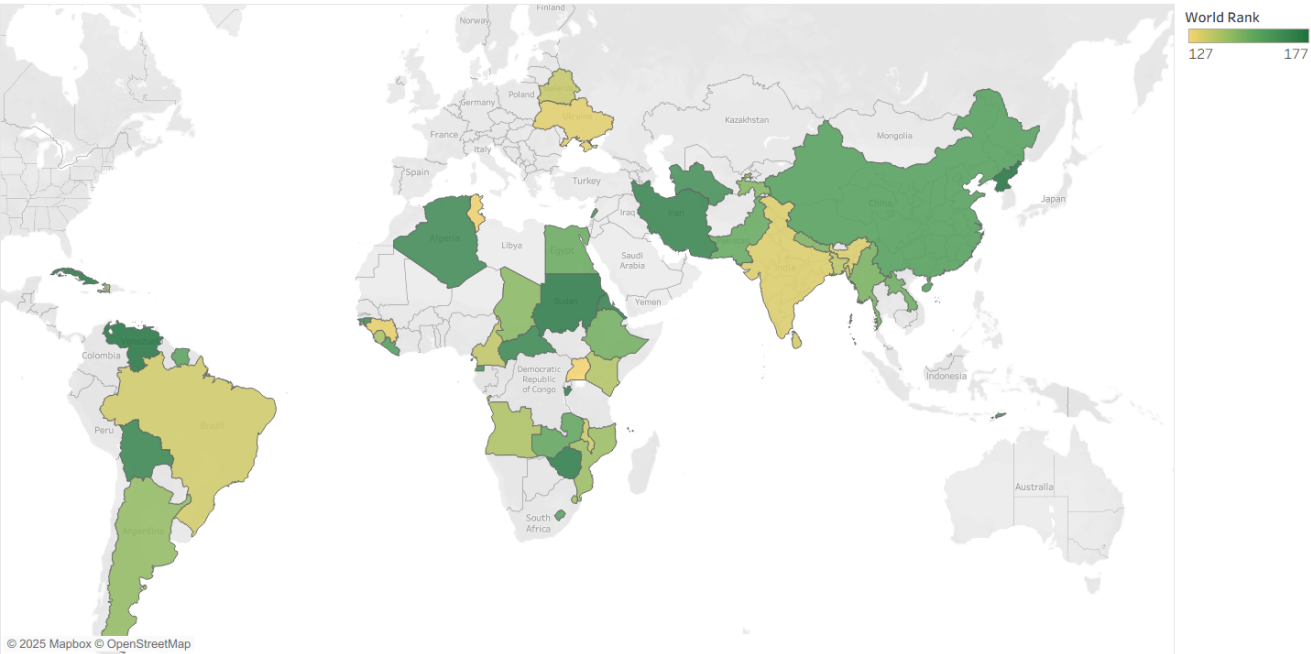 Finland
Norway
World Rank
127 177
Poland
Germany
Ukraine
France
Kazakhstan
Mongolia
Italy
Spain
Turkey
Japan
China
Iraq
Iran
Algeria
Libya
Egypt
Saudi
Arabia
India
Yemen
Sudan
Colombia
Democratic
Republic
of Congo
Indonesia
Peru
Brazil
Australia
South
Africa
Argentina
© 2025 Mapbox © OpenStreetMap